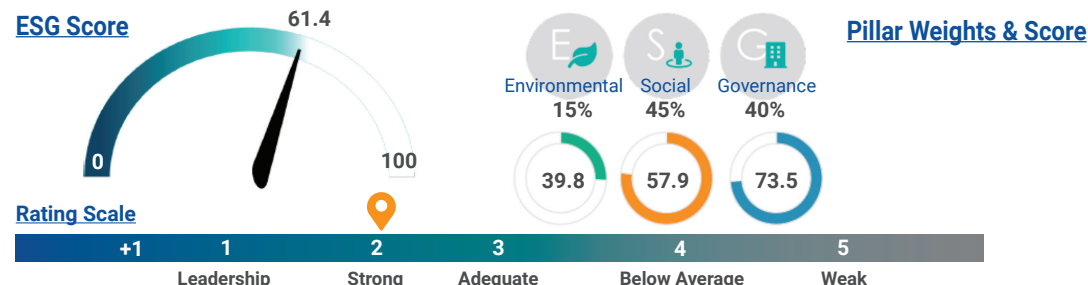 ESG Score
61.4
0
100
E S G
Environmental Social Governance
15% 45% 40%
39.8 57.9 73.5
Pillar Weights & Score
Rating Scale
+1 1 2 3 4 5
Leadership Strong Adequate Below Average Weak